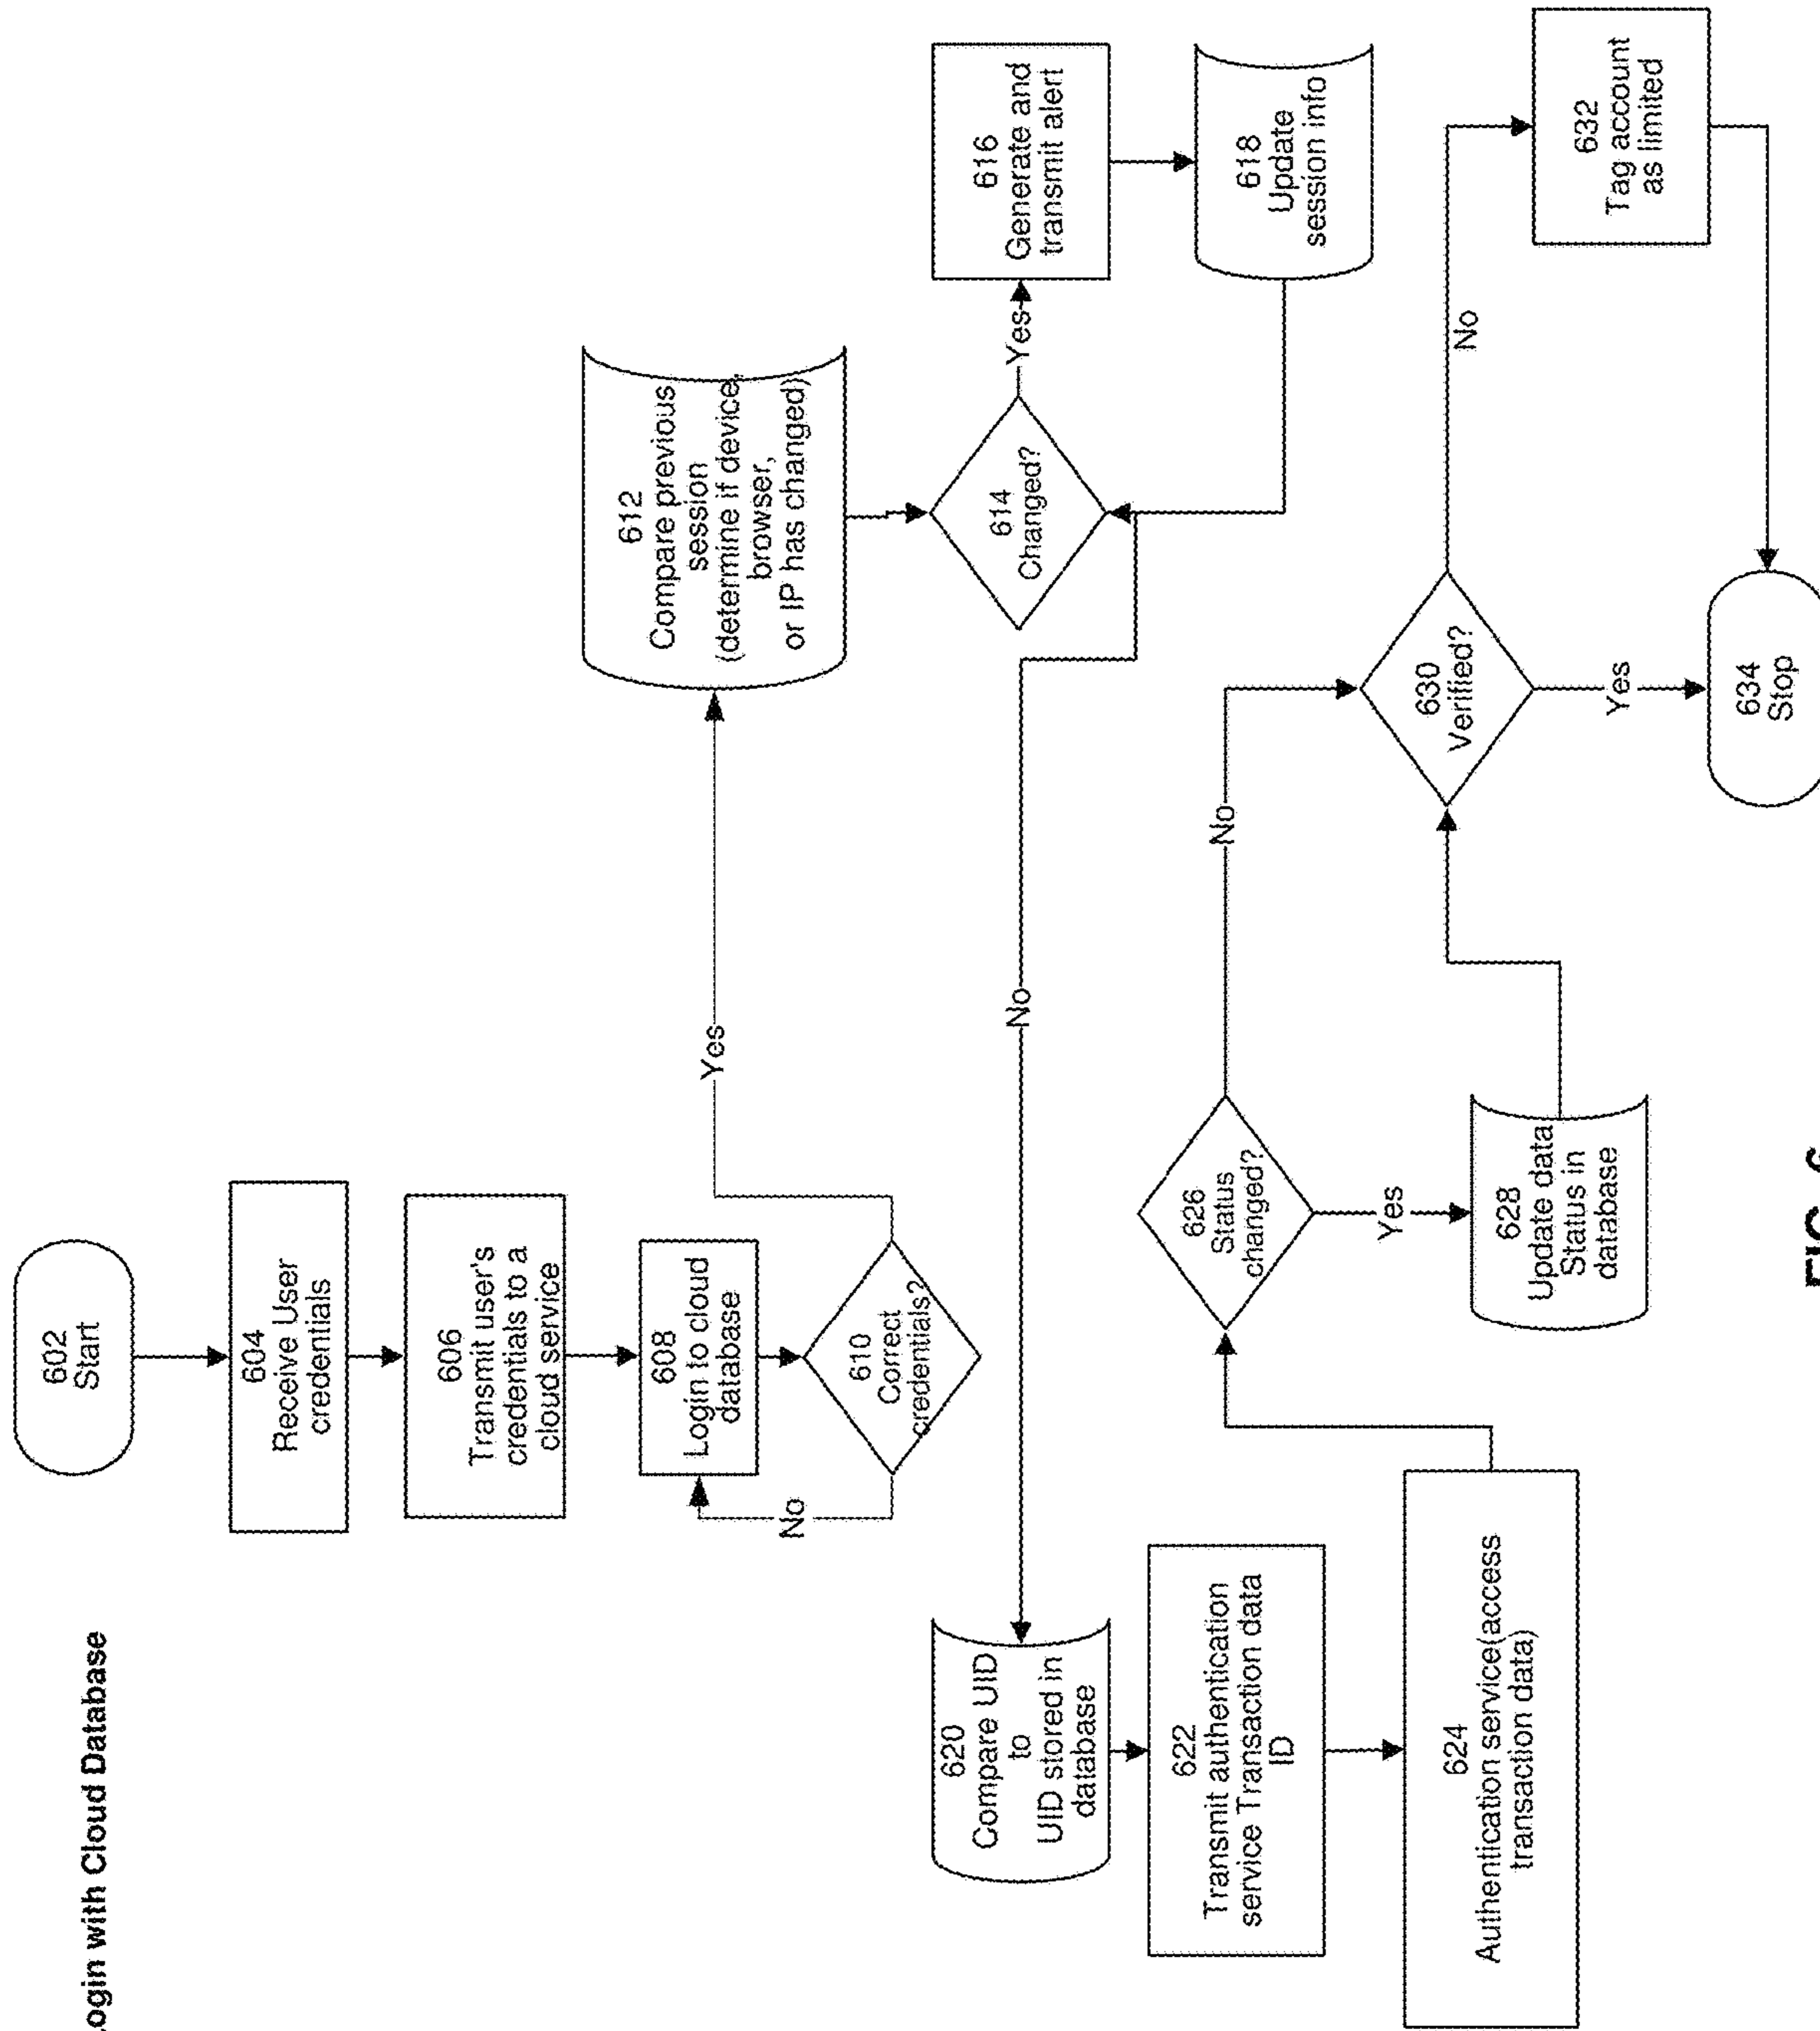 Login with Cloud Database
602
Start
604
Receive User
credentials
606
Transmit user's
credentials to a
cloud service
608
Login to cloud
database
610
Correct
credentials?
No
Yes
612
Compare previous
session
(determine if device,
browser,
or IP has changed)
614
Changed?
Yes
616
Generate and
transmit alert
618
Update
session info
No
620
Compare UID
to
UID stored in
database
622
Transmit authentication
service Transaction data
ID
624
Authentication service(access
transaction data)
626
Status
changed?
No
Yes
628
Update data
Status in
database
630
Verified?
No
Yes
632
Tag account
as limited
634
Stop
FIG. 6